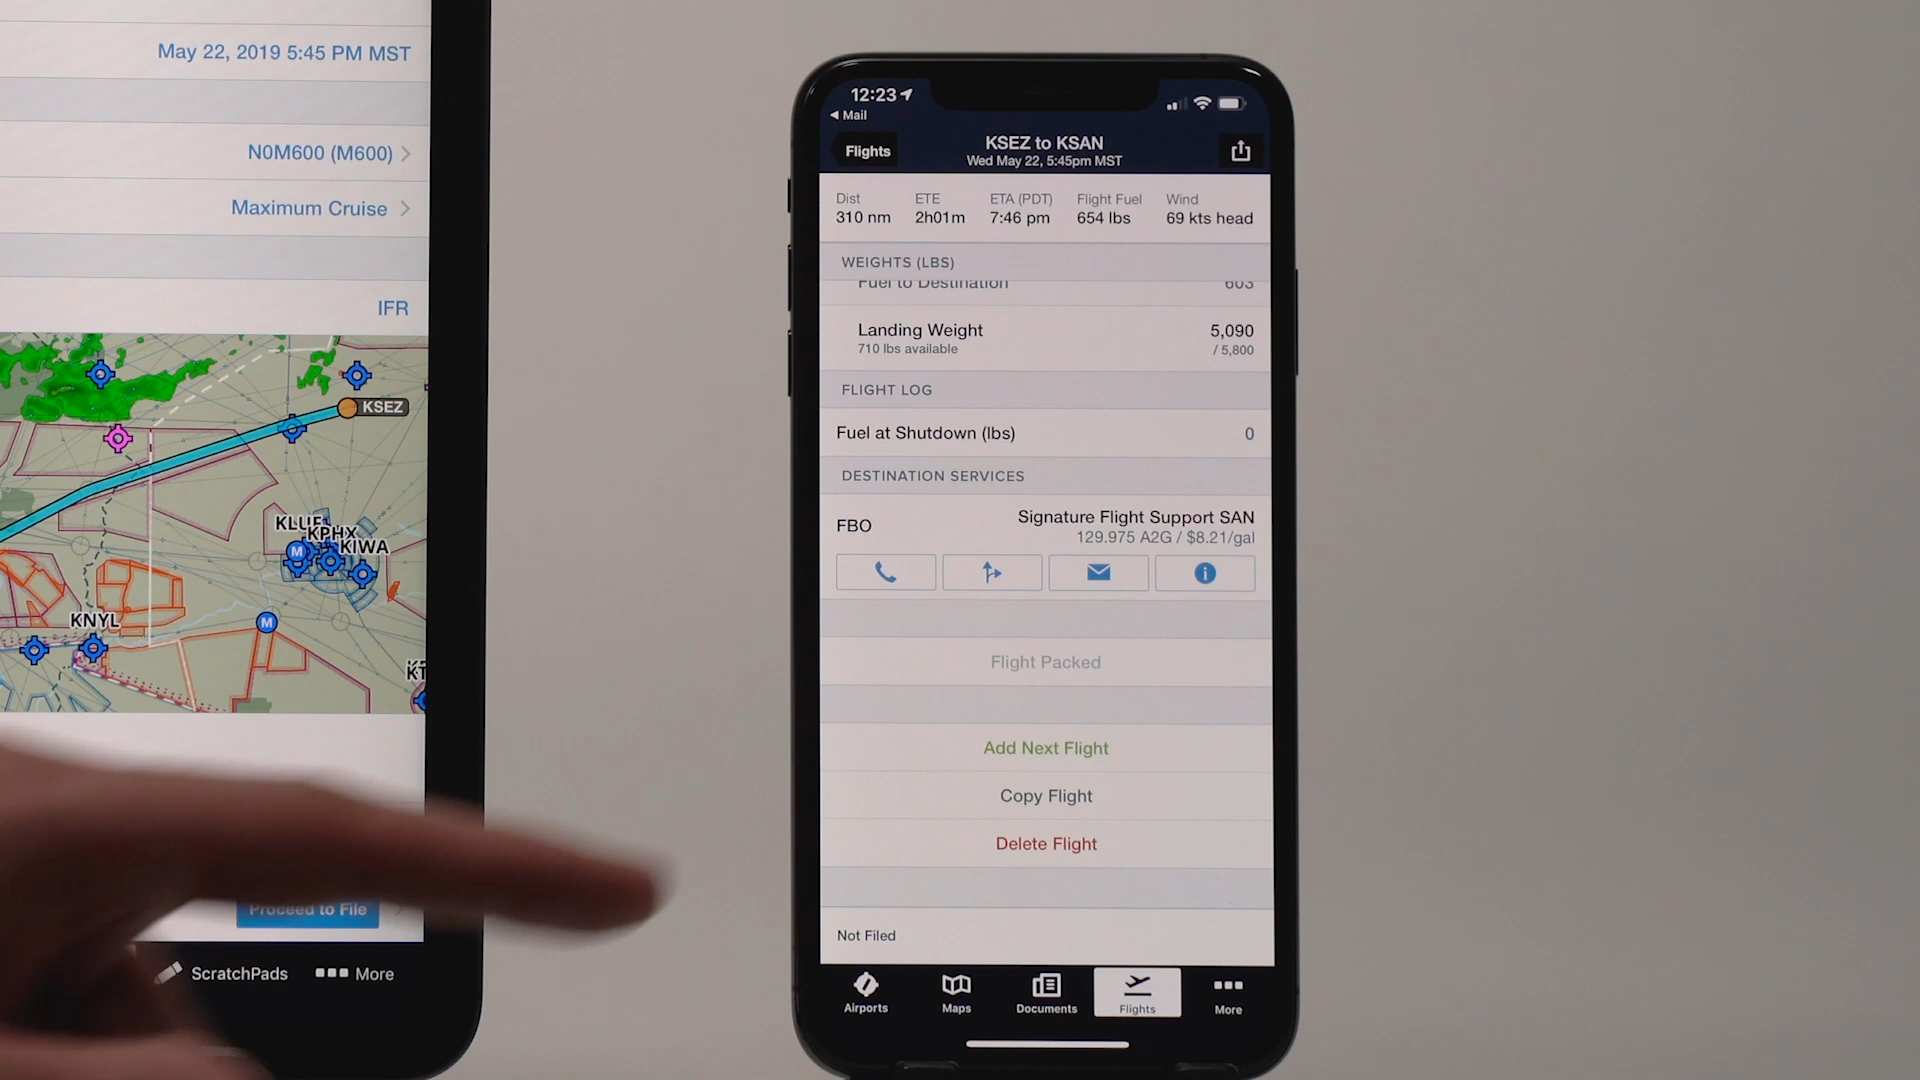 May 22, 2019 5:45 PM MST
N0M600 (M600)
Maximum Cruise
IFR
KSEZ
KLUF
KPHX
KIWA
M
KNYL
M
Proceed to File
ScratchPads
More
12:23
Mail
Flights
KSEZ to KSAN
Wed May 22, 5:45pm MST
Dist ETE ETA (PDT) Flight Fuel Wind
310 nm 2h01m 7:46 pm 654 lbs 69 kts head
WEIGHTS (LBS)
Fuel to Destination 603
Landing Weight 5,090
710 lbs available / 5,800
FLIGHT LOG
Fuel at Shutdown (lbs) 0
DESTINATION SERVICES
FBO Signature Flight Support SAN
129.975 A2G / $8.21/gal
Flight Packed
Add Next Flight
Copy Flight
Delete Flight
Not Filed
Airports Maps Documents Flights More